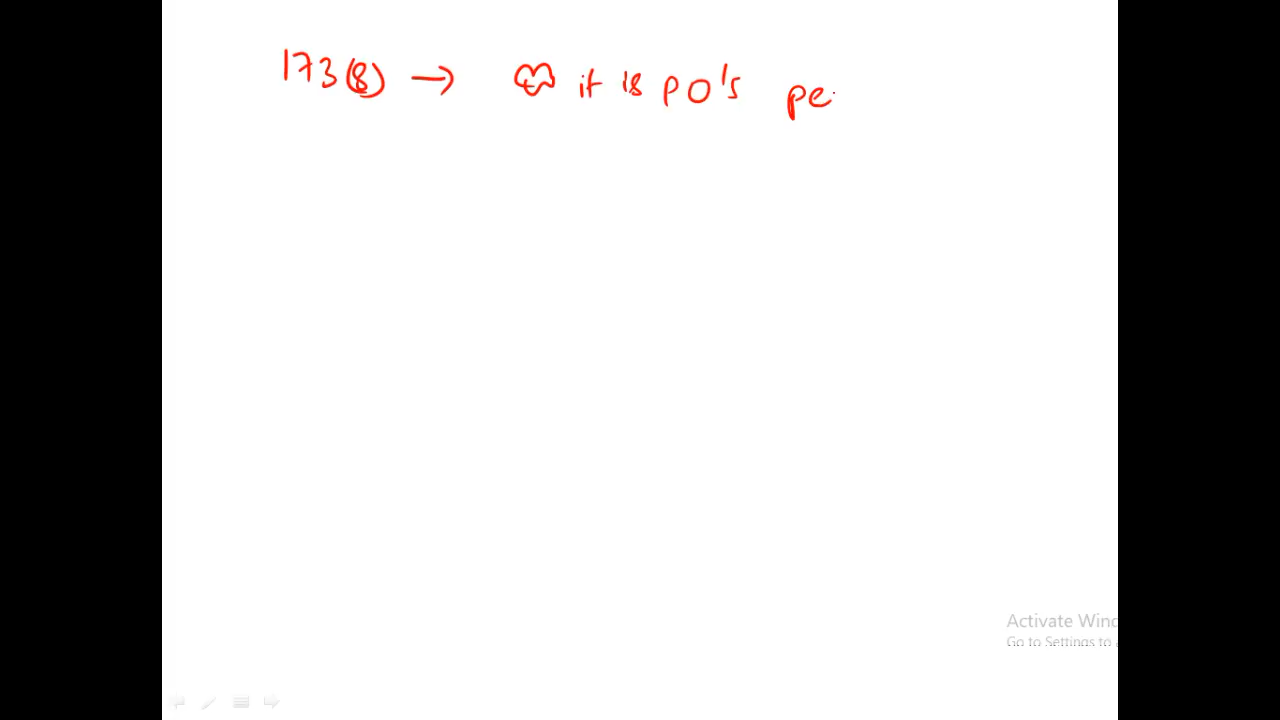 173(8) → it is PO's pe
Activate Wind
Go to Settings to